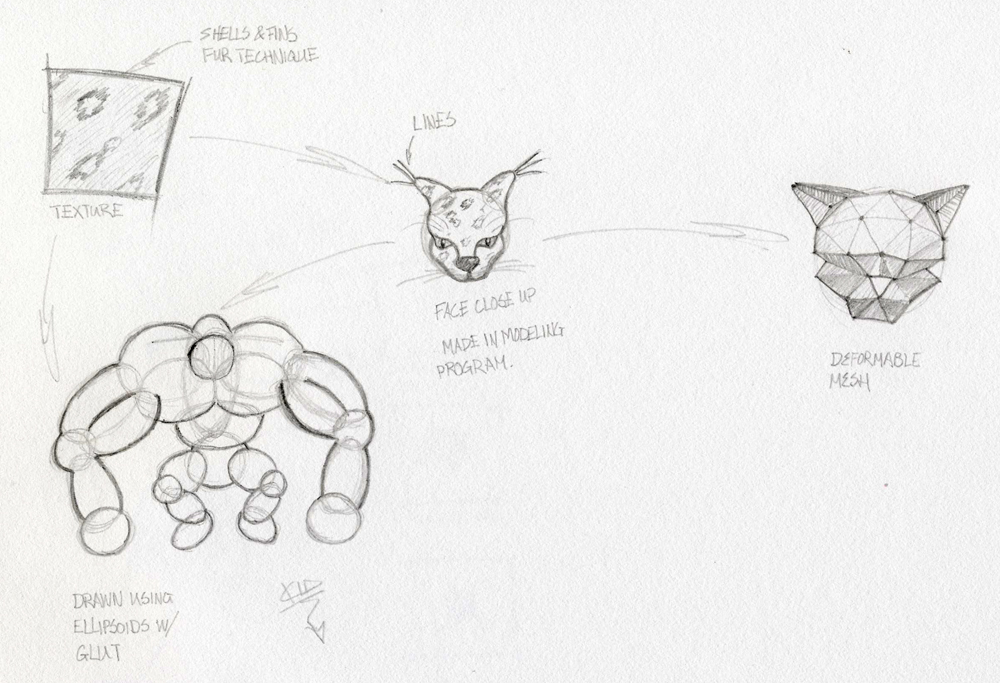 SHELLS & FINS
FUR TECHNIQUE
LINES
TEXTURE
FACE CLOSE UP
MADE IN MODELING
PROGRAM.
DEFORMABLE
MESH
DRAWN USING
ELLIPSOIDS W/
GLUT